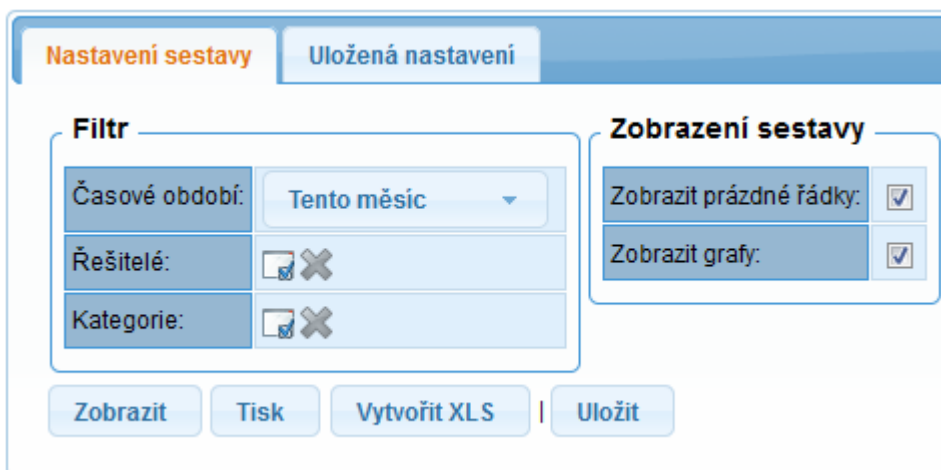 Nastavení sestavy
Uložená nastavení
Filtr
Časové období:
Tento měsíc
Řešitelé:
Kategorie:
Zobrazení sestavy
Zobrazit prázdné řádky:
Zobrazit grafy:
Zobrazit
Tisk
Vytvořit XLS
|
Uložit